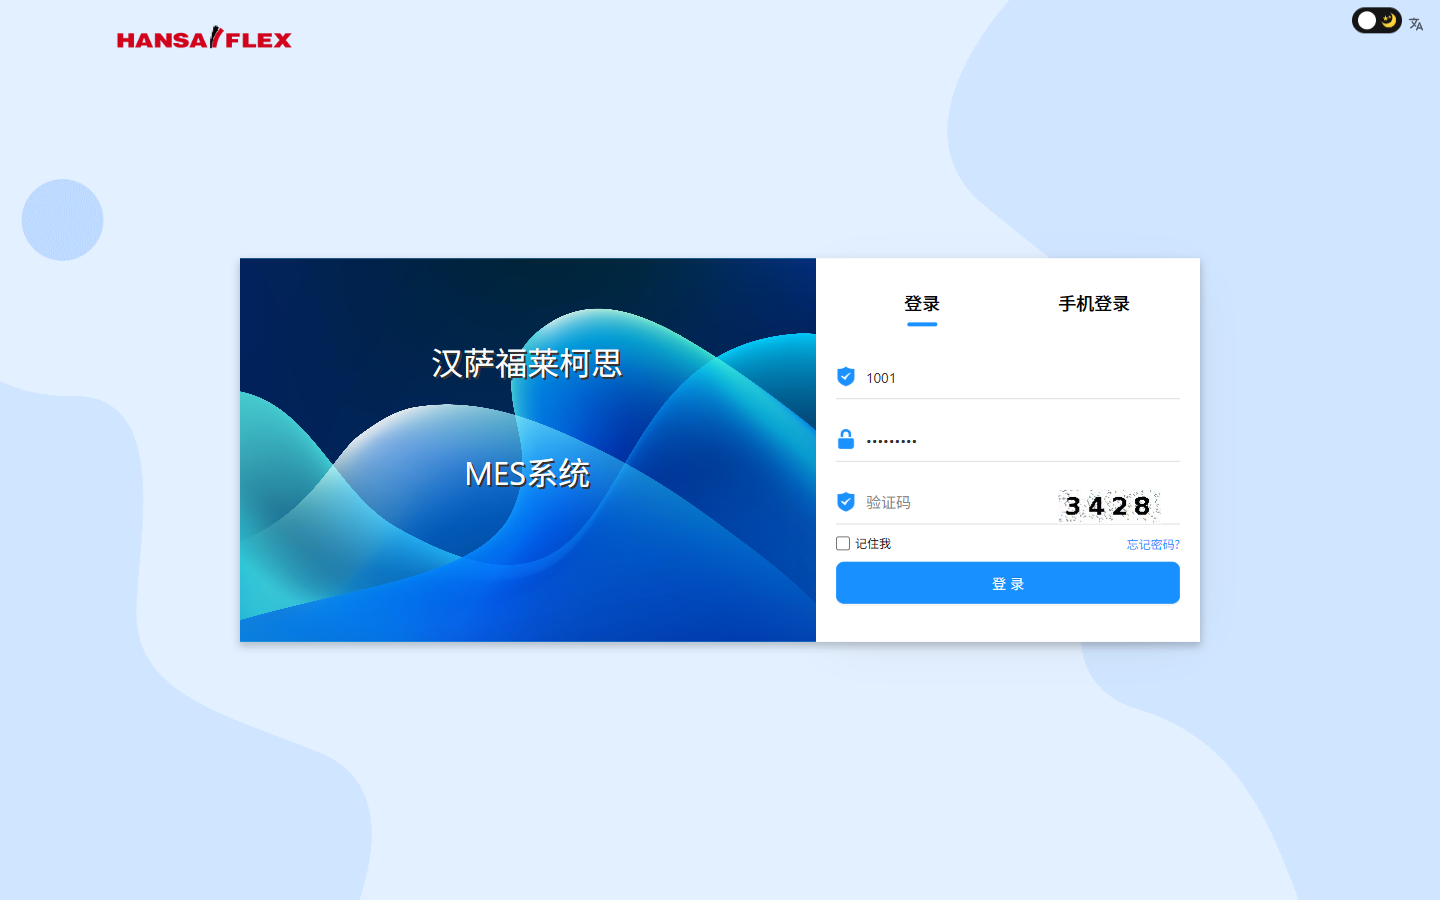 HANSA FLEX
汉萨福莱柯思
MES系统
登录
手机登录
1001
•••••••••
验证码
3428
记住我
忘记密码?
登 录